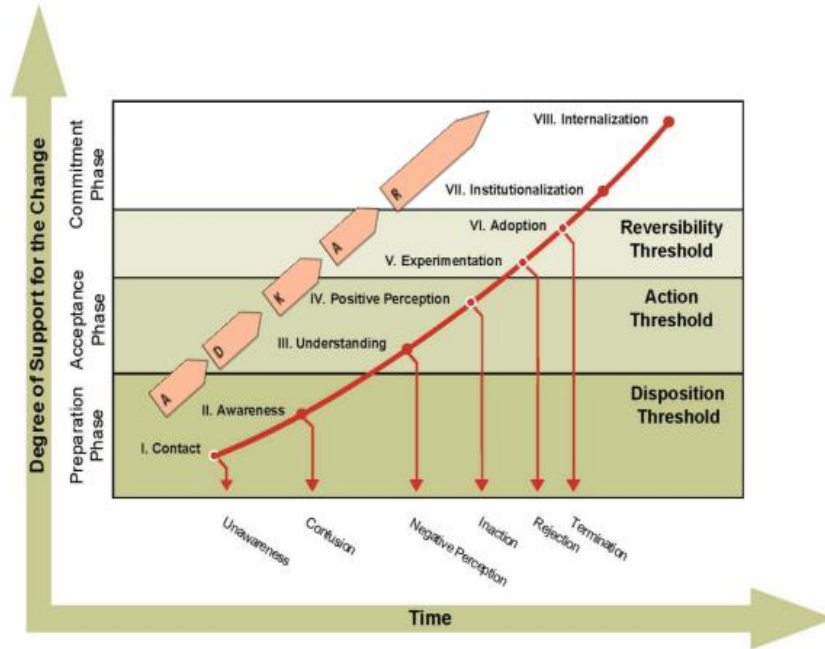 Degree of Support for the Change
Commitment
Phase
Acceptance
Phase
Preparation
Phase
R
A
K
D
A
VIII. Internalization
VII. Institutionalization
VI. Adoption
V. Experimentation
IV. Positive Perception
III. Understanding
II. Awareness
I. Contact
Reversibility
Threshold
Action
Threshold
Disposition
Threshold
Unawareness
Confusion
Negative Perception
Inaction
Rejection
Termination
Time